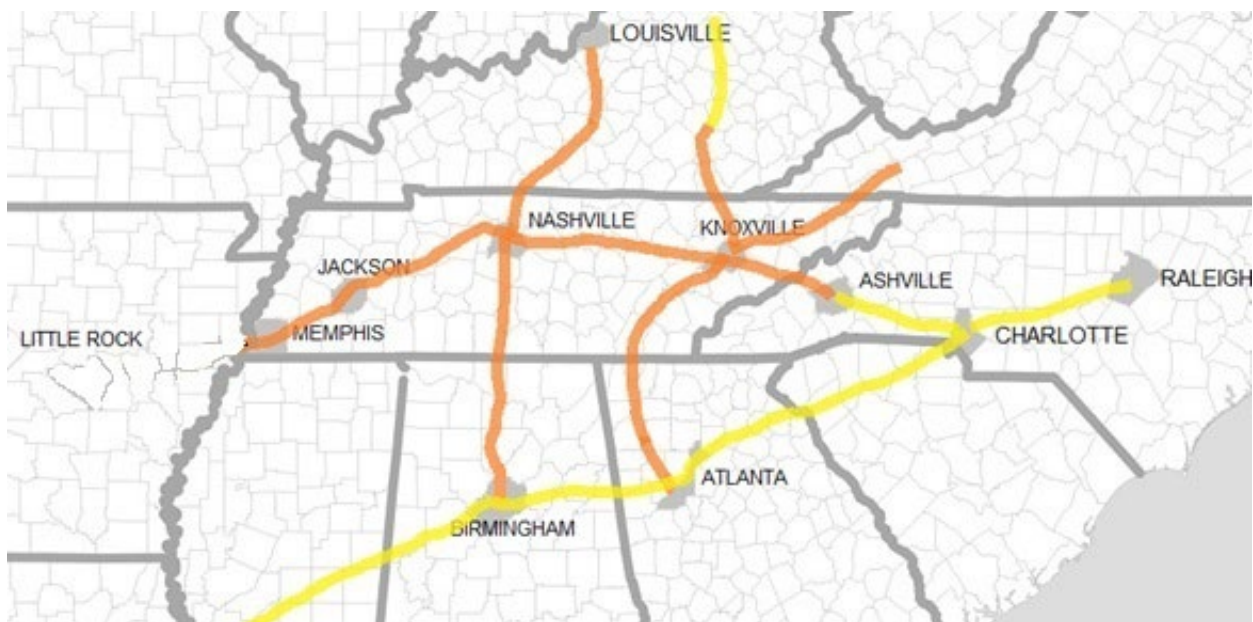 LOUISVILLE
NASHVILLE
KNOXVILLE
JACKSON
ASHVILLE
RALEIGH
LITTLE ROCK
MEMPHIS
CHARLOTTE
ATLANTA
BIRMINGHAM